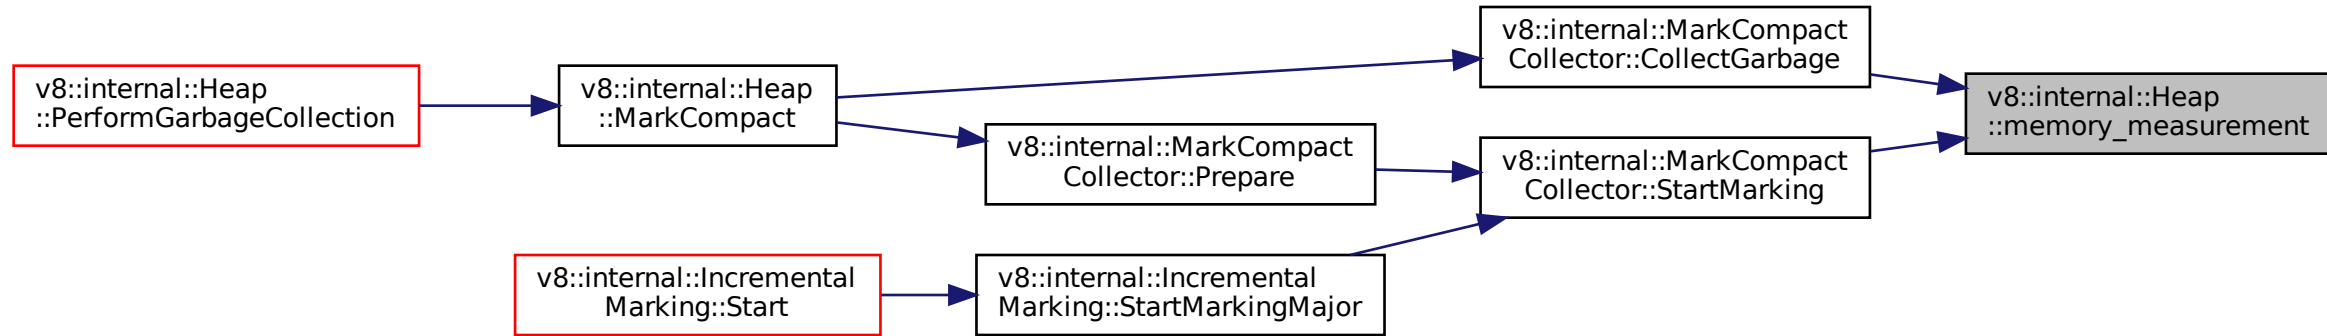 v8::internal::MarkCompact
Collector::CollectGarbage
v8::internal::Heap
::PerformGarbageCollection
v8::internal::Heap
::MarkCompact
v8::internal::Heap
::memory_measurement
v8::internal::MarkCompact
Collector::Prepare
v8::internal::MarkCompact
Collector::StartMarking
v8::internal::Incremental
Marking::Start
v8::internal::Incremental
Marking::StartMarkingMajor